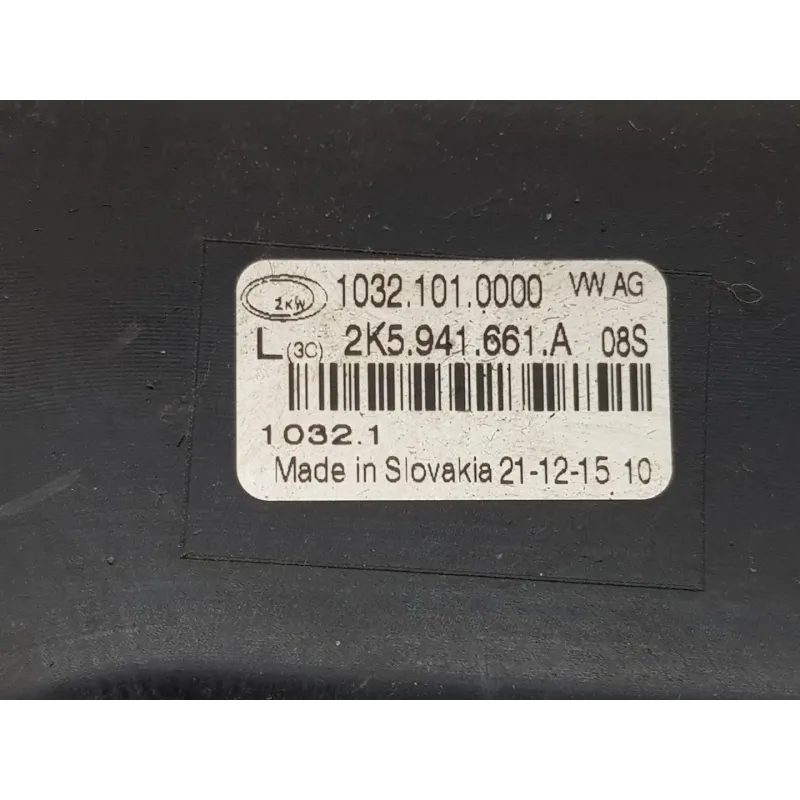 2KW 1032.101.0000 VW AG
L (3C) 2K5.941.661.A 08S
1032.1
Made in Slovakia 21-12-15 10